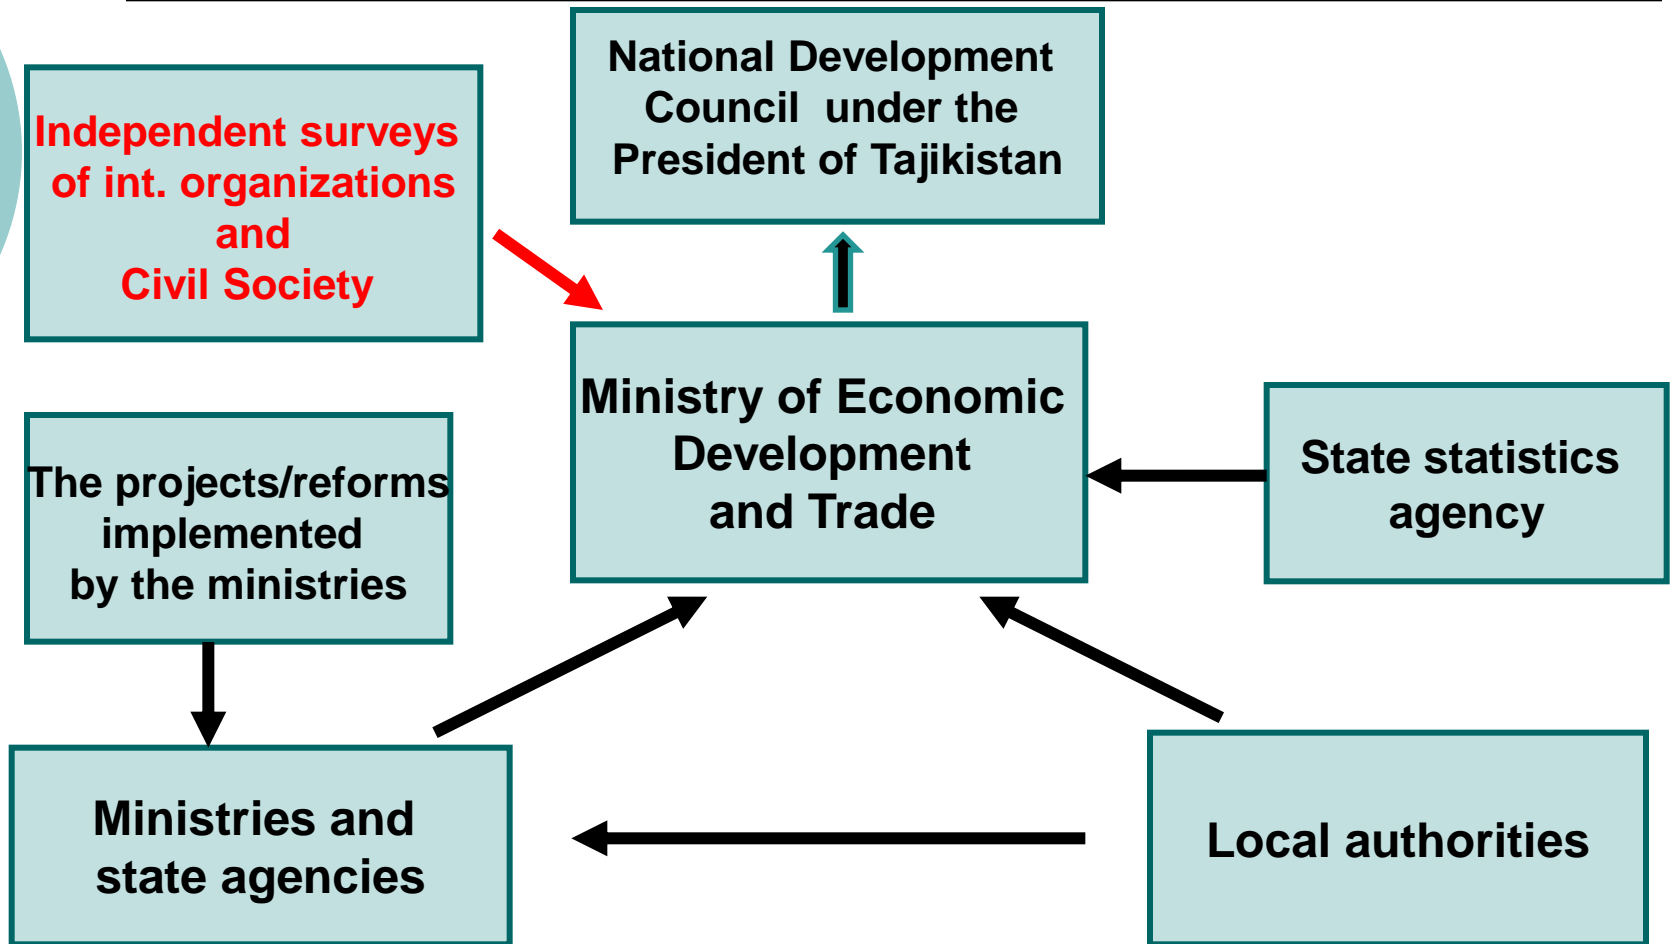 National Development
Council under the
President of Tajikistan
Independent surveys
of int. organizations
and
Civil Society
Ministry of Economic
Development
and Trade
State statistics
agency
The projects/reforms
implemented
by the ministries
Ministries and
state agencies
Local authorities